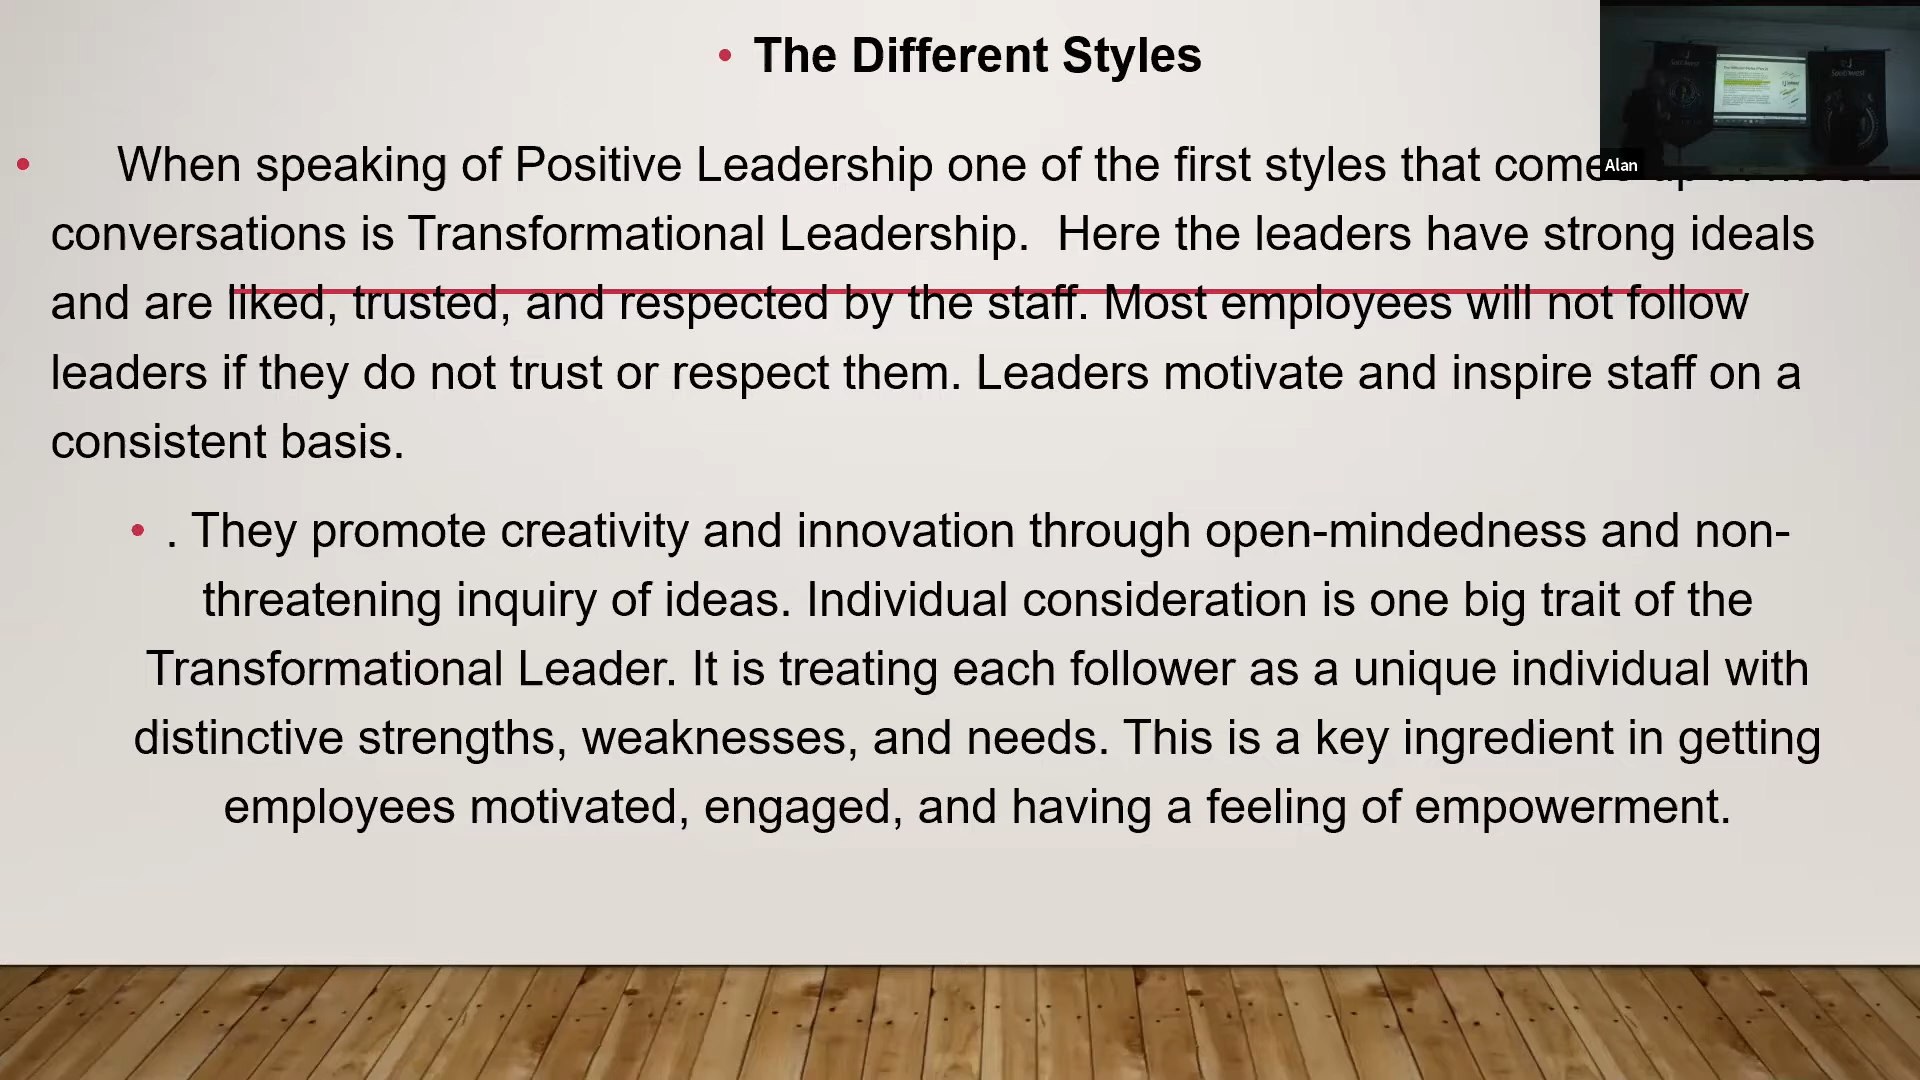 • The Different Styles
• When speaking of Positive Leadership one of the first styles that come
conversations is Transformational Leadership. Here the leaders have strong ideals
and are liked, trusted, and respected by the staff. Most employees will not follow
leaders if they do not trust or respect them. Leaders motivate and inspire staff on a
consistent basis.
• . They promote creativity and innovation through open-mindedness and non-
threatening inquiry of ideas. Individual consideration is one big trait of the
Transformational Leader. It is treating each follower as a unique individual with
distinctive strengths, weaknesses, and needs. This is a key ingredient in getting
employees motivated, engaged, and having a feeling of empowerment.
Alan